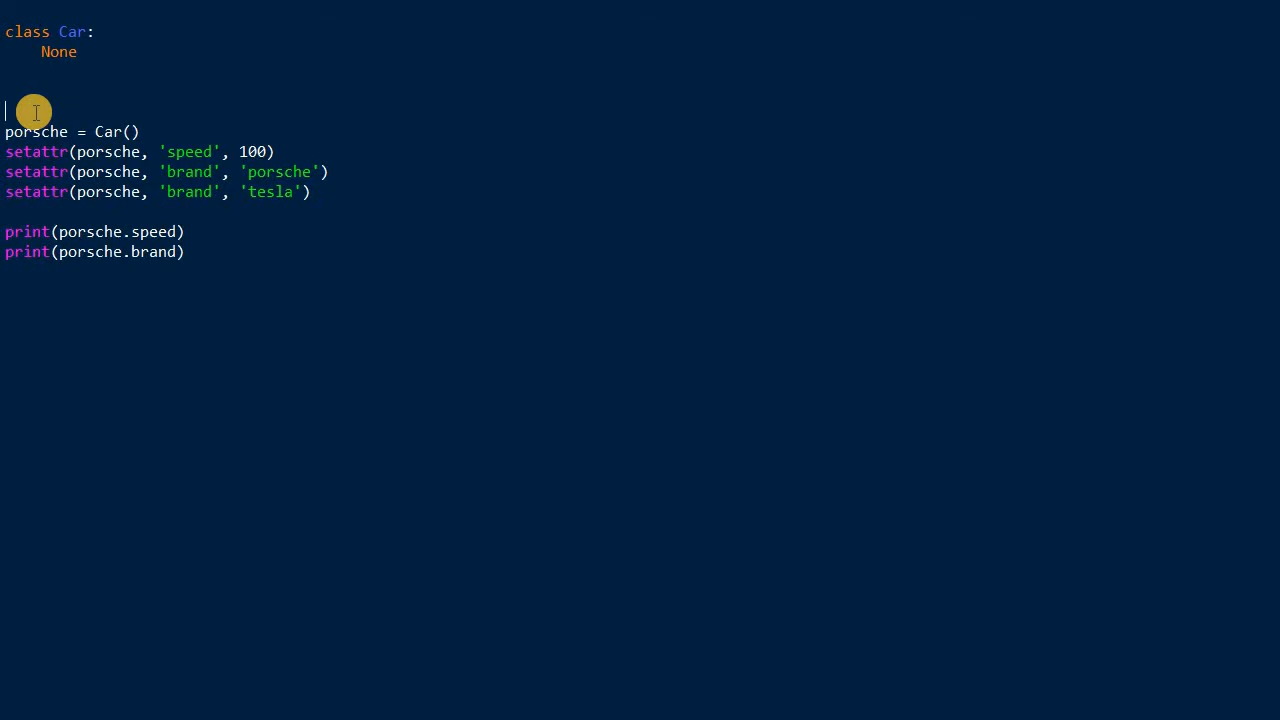 class Car:
    None
porsche = Car()
setattr(porsche, 'speed', 100)
setattr(porsche, 'brand', 'porsche')
setattr(porsche, 'brand', 'tesla')
print(porsche.speed)
print(porsche.brand)